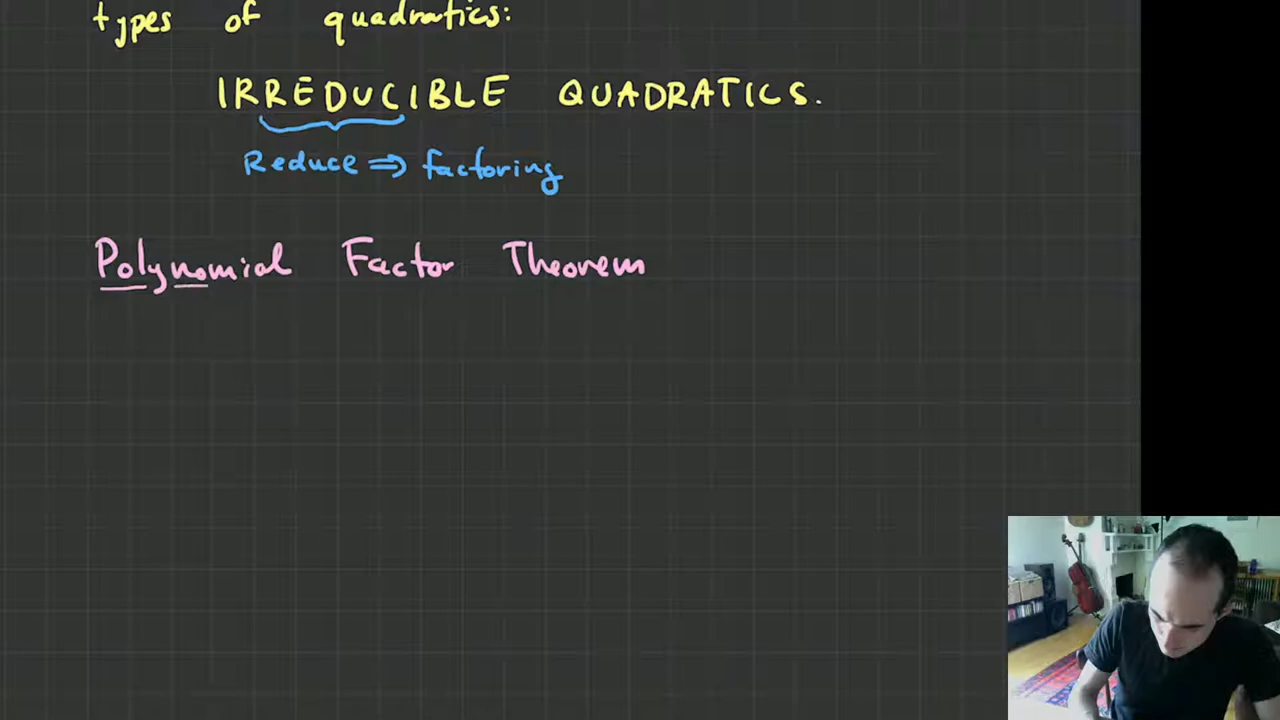 types of quadratics:
IRREDUCIBLE QUADRATICS.
Reduce ⇒ factoring
Polynomial Factor Theorem